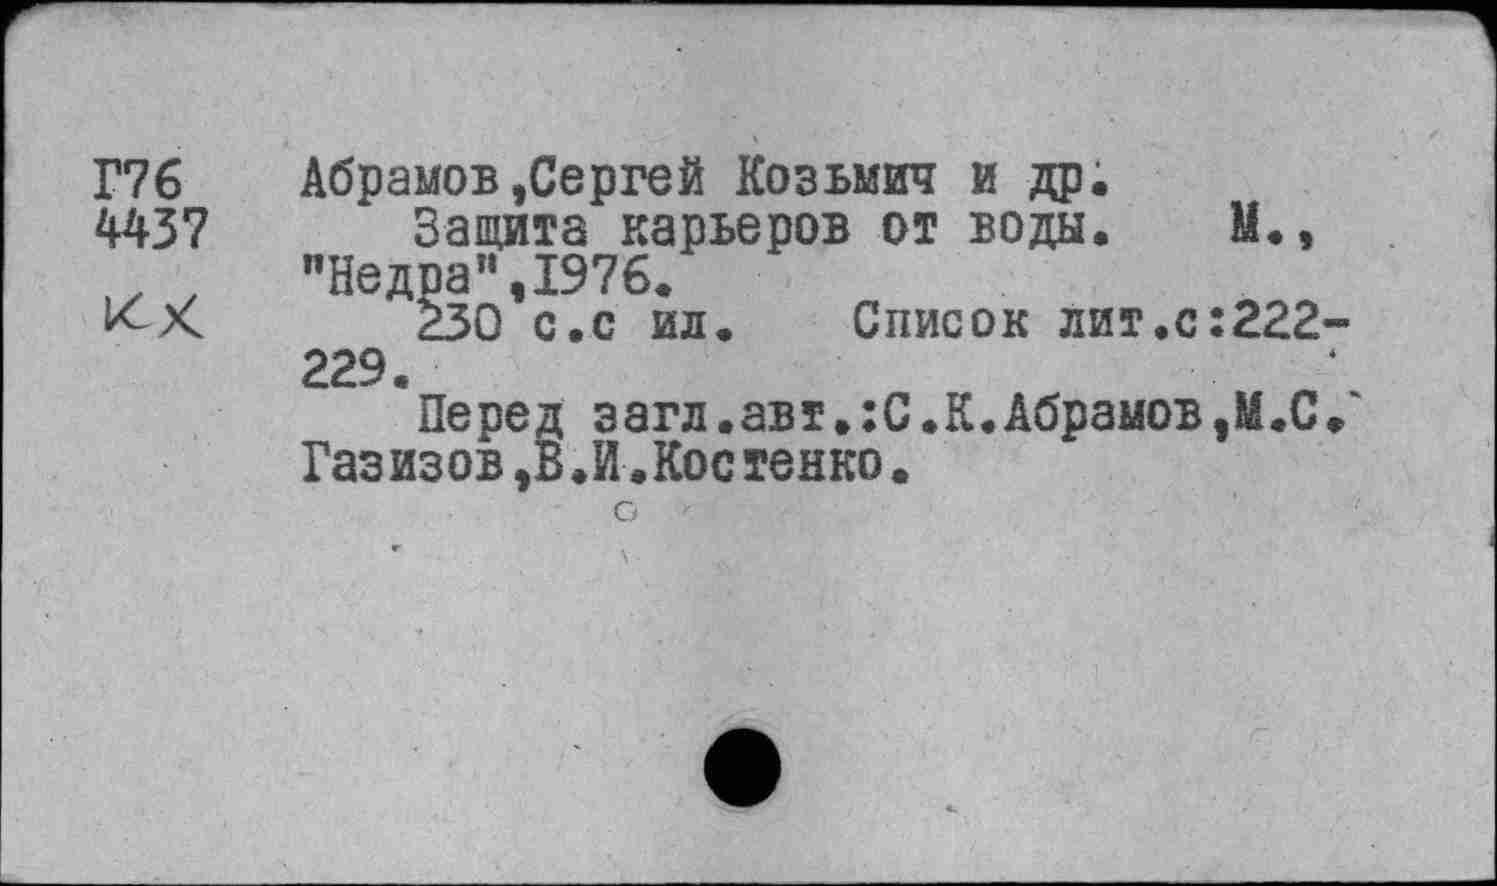 Г76 Абрамов,Сергей Козьмич и др.
4437 Защита карьеров от воды. М.,
"Недра",1976.
КХ 230 с.с ил. Список лит.с:222-
229.
Перед загл.авт.:С.К.Абрамов,М.С.
Газизов,В.И.Костенко.